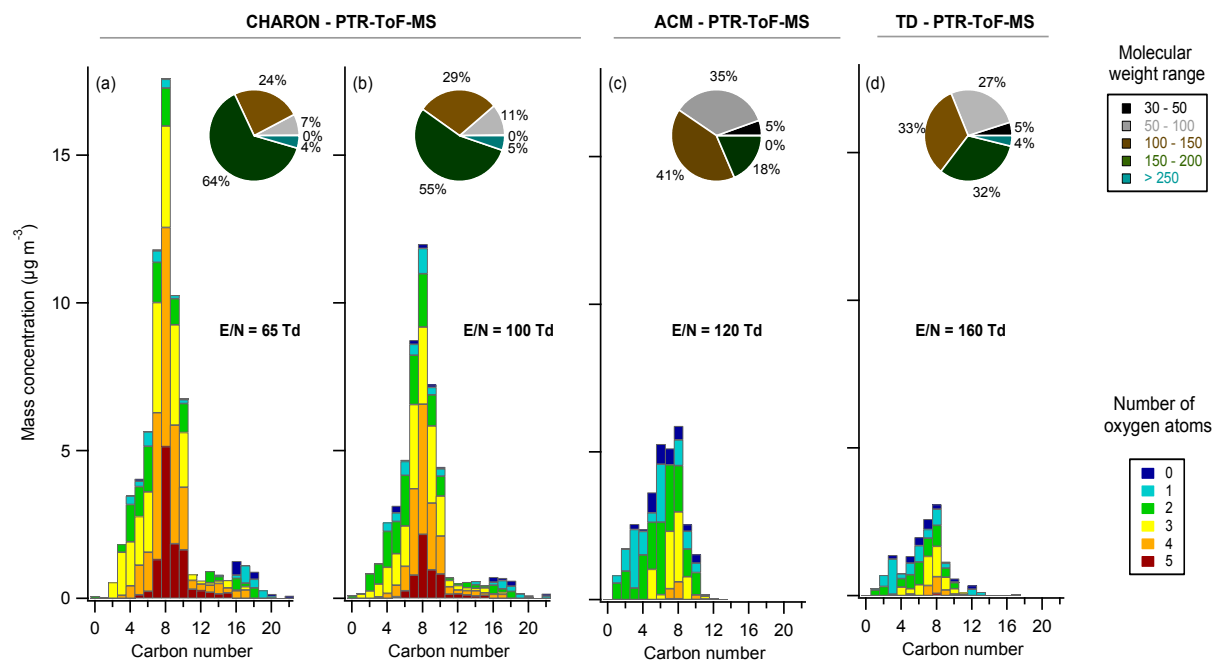 CHARON - PTR-ToF-MS
ACM - PTR-ToF-MS
TD - PTR-ToF-MS
Mass concentration (µg m⁻³)
15
10
5
0
(a)
24%
7%
0%
4%
64%
E/N = 65 Td
0 4 8 12 16 20
Carbon number
(b)
29%
11%
0%
5%
55%
E/N = 100 Td
0 4 8 12 16 20
Carbon number
(c)
35%
5%
0%
18%
41%
E/N = 120 Td
0 4 8 12 16 20
Carbon number
(d)
27%
5%
4%
32%
33%
E/N = 160 Td
0 4 8 12 16 20
Carbon number
Molecular
weight range
30 - 50
50 - 100
100 - 150
150 - 200
> 250
Number of
oxygen atoms
0
1
2
3
4
5